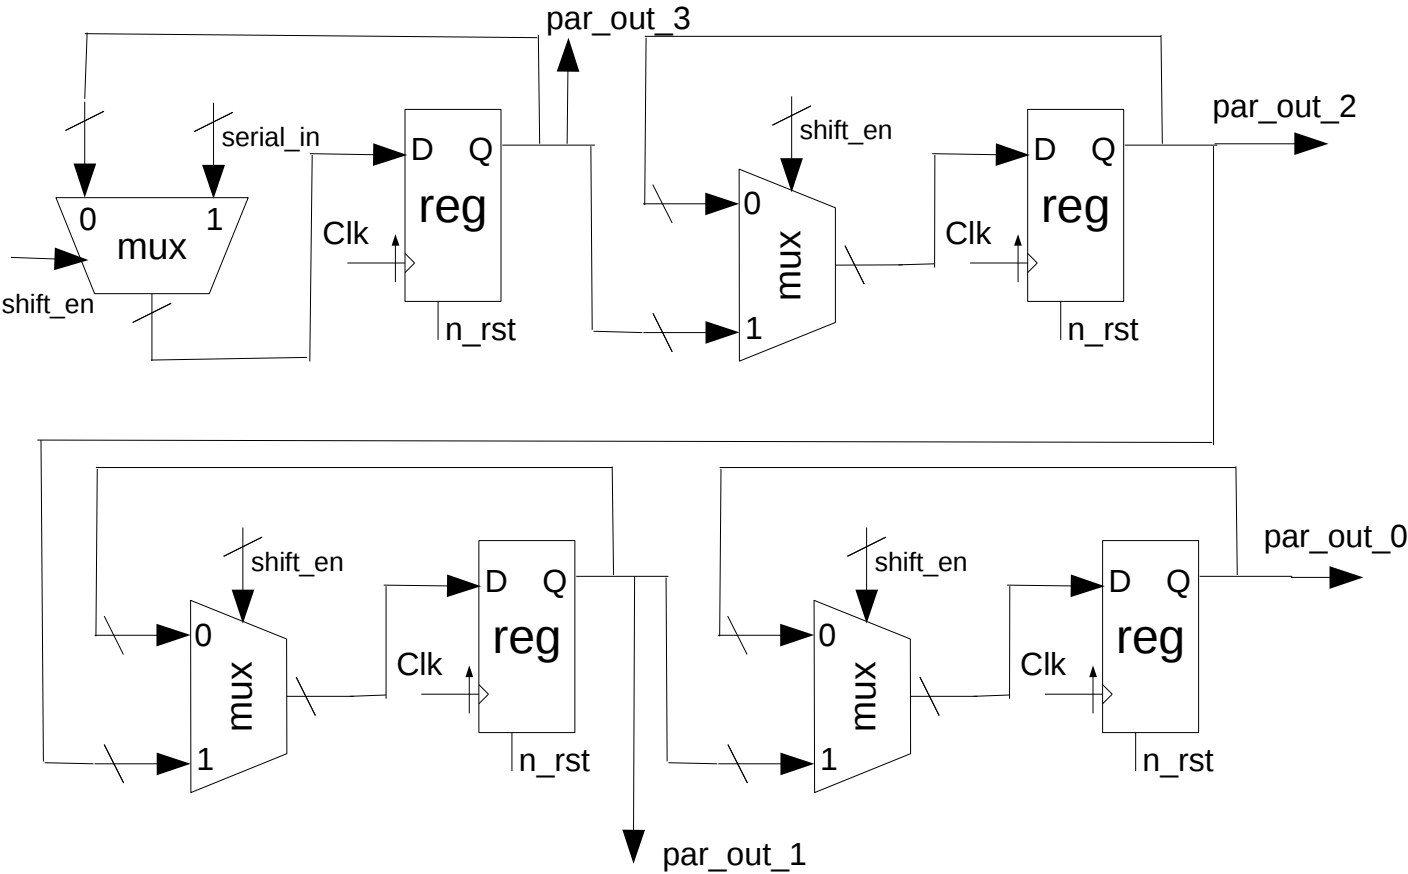 par_out_3
par_out_2
serial_in
shift_en
D Q
D Q
0 1
mux
reg
0
reg
Clk
mux
Clk
shift_en
n_rst
1
n_rst
par_out_0
shift_en
D Q
shift_en
D Q
0
reg
0
reg
Clk
mux
Clk
mux
1
n_rst
1
n_rst
par_out_1